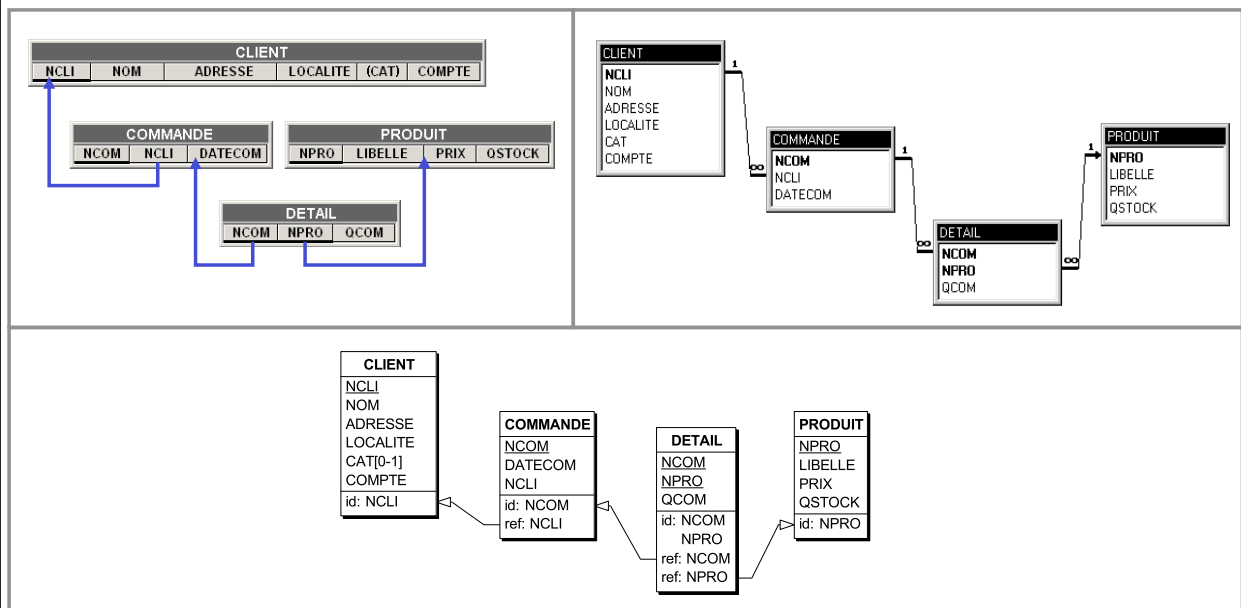 CLIENT
NCLI NOM ADRESSE LOCALITE (CAT) COMPTE
COMMANDE
NCOM NCLI DATECOM
PRODUIT
NPRO LIBELLE PRIX QSTOCK
DETAIL
NCOM NPRO QCOM
CLIENT
NCLI
NOM
ADRESSE
LOCALITE
CAT
COMPTE
1
∞
COMMANDE
NCOM
NCLI
DATECOM
1
∞
DETAIL
NCOM
NPRO
QCOM
∞
1
PRODUIT
NPRO
LIBELLE
PRIX
QSTOCK
CLIENT
NCLI
NOM
ADRESSE
LOCALITE
CAT[0-1]
COMPTE
id: NCLI
COMMANDE
NCOM
DATECOM
NCLI
id: NCOM
ref: NCLI
DETAIL
NCOM
NPRO
QCOM
id: NCOM
NPRO
ref: NCOM
ref: NPRO
PRODUIT
NPRO
LIBELLE
PRIX
QSTOCK
id: NPRO